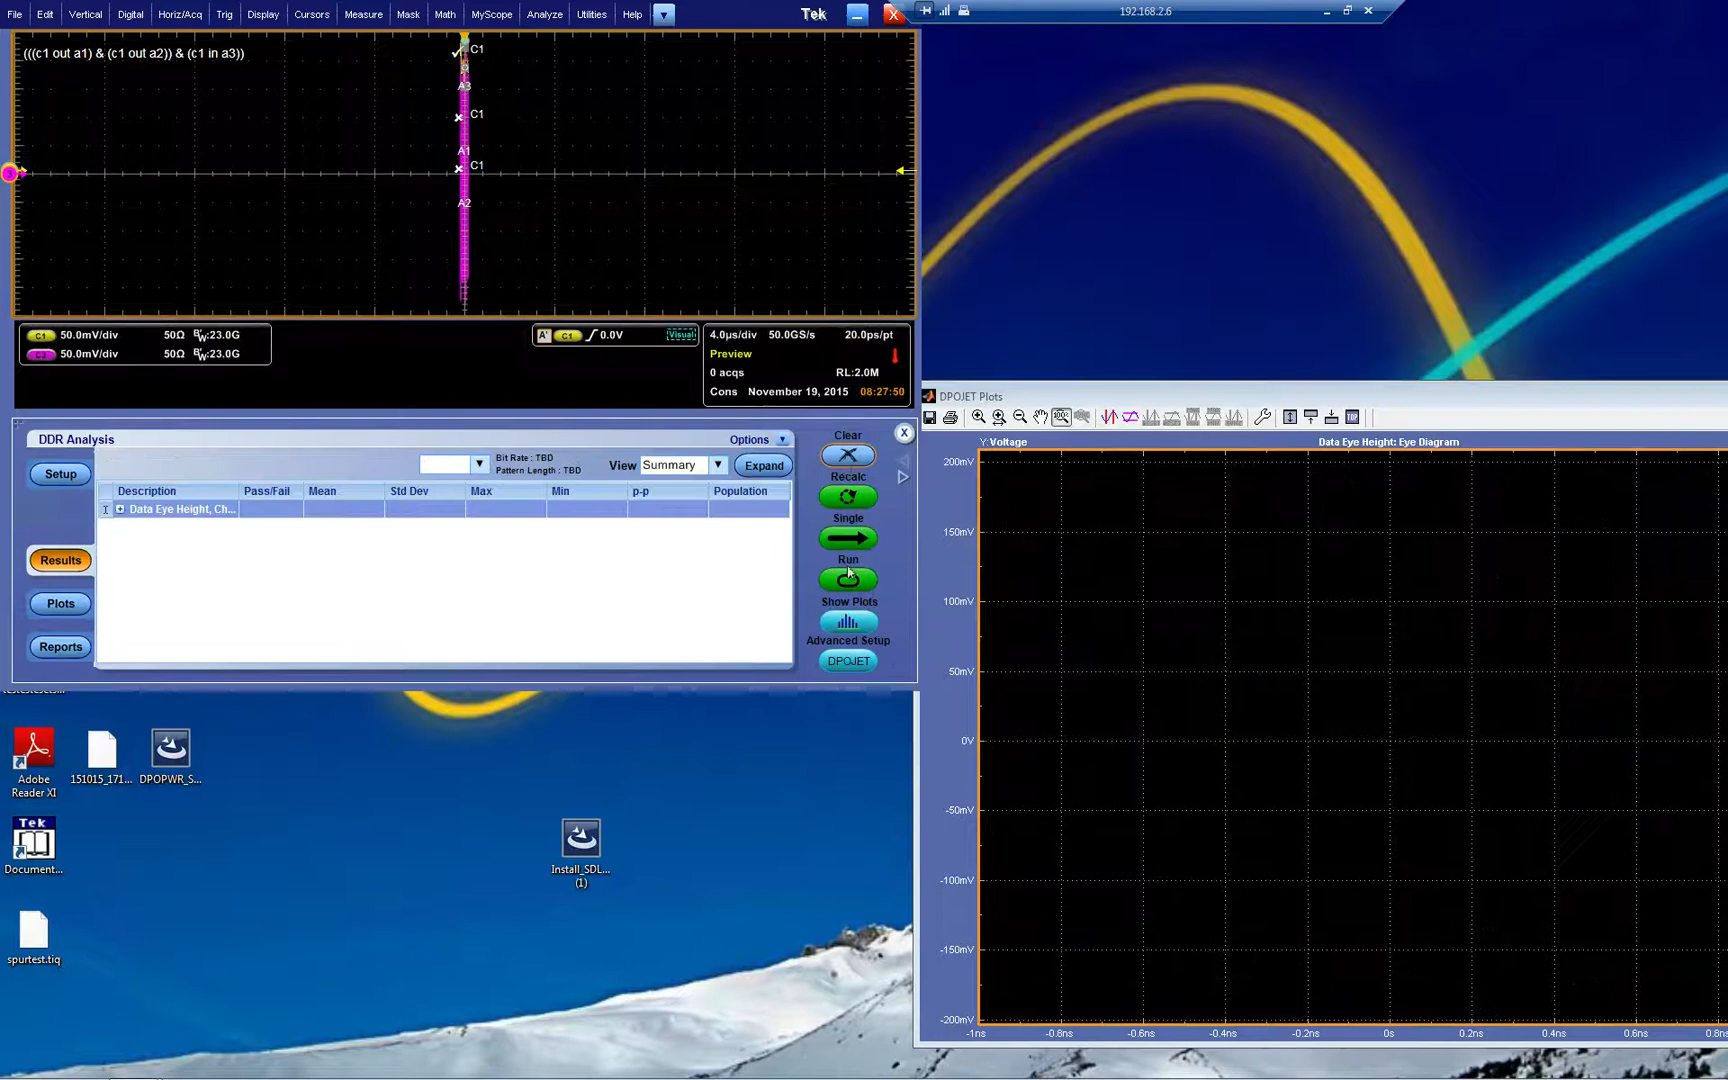 File Edit Vertical Digital Horiz/Acq Trig Display Cursors Measure Mask Math MyScope Analyze Utilities Help Tek X
192.168.2.6
(((c1 out a1) & (c1 out a2)) & (c1 in a3))
C1
A3
C1
A1
C1
3
A2
C1 50.0mV/div 50Ω BW:23.0G
C3 50.0mV/div 50Ω BW:23.0G
A' C1 0.0V Visual
4.0µs/div 50.0GS/s 20.0ps/pt
Preview
0 acqs RL:2.0M
Cons November 19, 2015 08:27:50
DPOJET Plots
100%
TOP
DDR Analysis
Options
Clear
Setup
Bit Rate : TBD
Pattern Length : TBD
View Summary Expand
Recalc
Description Pass/Fail Mean Std Dev Max Min p-p Population
Data Eye Height, Ch...
Single
Run
Results
Plots
Show Plots
Reports
Advanced Setup
DPOJET
Y:Voltage Data Eye Height: Eye Diagram
200mV
150mV
100mV
50mV
0V
-50mV
-100mV
-150mV
-200mV
-1ns -0.8ns -0.6ns -0.4ns -0.2ns 0s 0.2ns 0.4ns 0.6ns 0.8ns
Adobe
Reader XI
151015_171...
DPOPWR_S...
Tek
Document...
Install_SDL...
(1)
spurtest.tiq